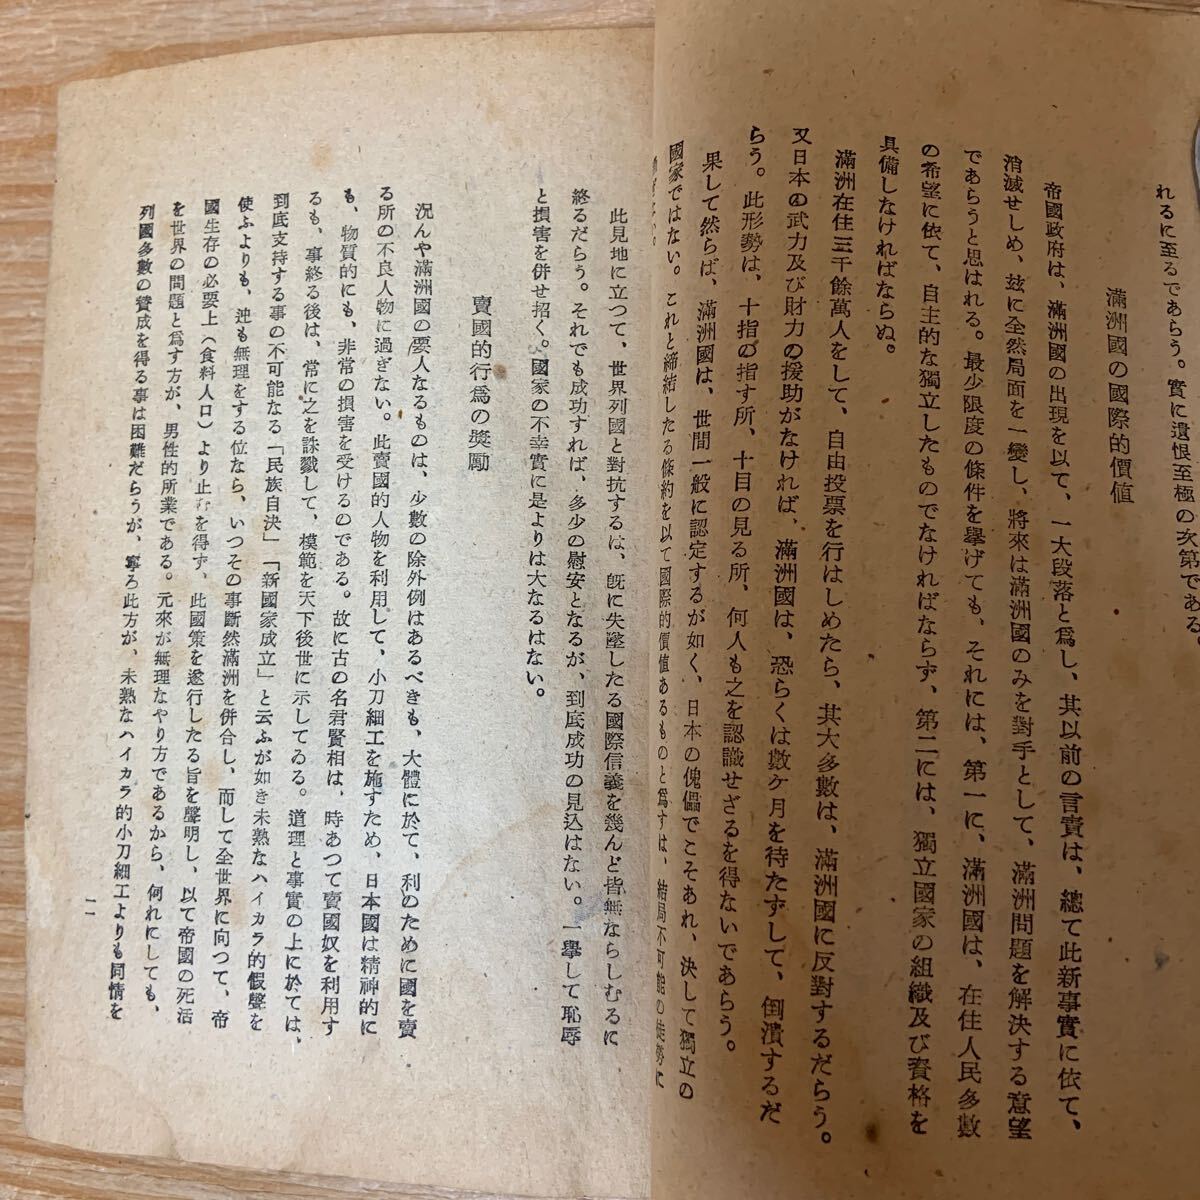 れるに至るであらう。實に遺恨至極の次第である
滿洲國の國際的價値
帝國政府は、滿洲國の出現を以て、一大段落と爲し、其以前の言責は、總て此新事實に依て、
消滅せしめ、玆に全然局面を一變し、將來は滿洲國のみを對手として、滿洲問題を解決する意望
であらうと思はれる。最少限度の條件を擧げても、それには、第一に、滿洲國は、在住人民多數
の希望に依て、自主的な獨立したものでなければならず、第二には、獨立國家の組織及び資格を
具備しなければならぬ。
滿洲在住三千餘萬人をして、自由投票を行はしめたら、其大多數は、滿洲國に反對するだらう。
又日本の武力及び財力の援助がなければ、滿洲國は、恐らくは數ケ月を待たずして、倒潰するだ
らう。此形勢は、十指の指す所、十目の見る所、何人も之を認識せざるを得ないであらう。
果して然らば、滿洲國は、世間一般に認定するが如く、日本の傀儡でこそあれ、決して獨立の
國家ではない。これと締結したる條約を以て國際的價値あるものと爲すは、結局不可能の徒勞に
此見地に立つて、世界列國と對抗するは、旣に失墜したる國際信義を幾んど皆無ならしむるに
終るだらう。それでも成功すれば、多少の慰安となるが、到底成功の見込はない。一擧して恥辱
と損害を併せ招く。國家の不幸實に是よりは大なるはない。
賣國的行爲の奬勵
況んや滿洲國の要人なるものは、少數の除外例はあるべきも、大體に於て、利のために國を賣
る所の不良人物に過ぎない。此賣國的人物を利用して、小刀細工を施すため、日本國は精神的に
も、物質的にも、非常の損害を受けるのである。故に古の名君賢相は、時あつて賣國奴を利用す
るも、事終る後は、常に之を誅戮して、模範を天下後世に示してゐる。道理と事實の上に於ては、
到底支持する事の不可能なる「民族自決」「新國家成立」と云ふが如き未熟なハイカラ的假聲を
使ふよりも、迚も無理をする位なら、いつその事斷然滿洲を併合し、而して全世界に向つて、帝
國生存の必要上（食料人口）より止むを得ず、此國策を遂行したる旨を聲明し、以て帝國の死活
を世界の問題と爲す方が、男性的所業である。元來が無理なやり方であるから、何れにしても、
列國多數の賛成を得る事は困難だらうが、寧ろ此方が、未熟なハイカラ的小刀細工よりも同情を
一一